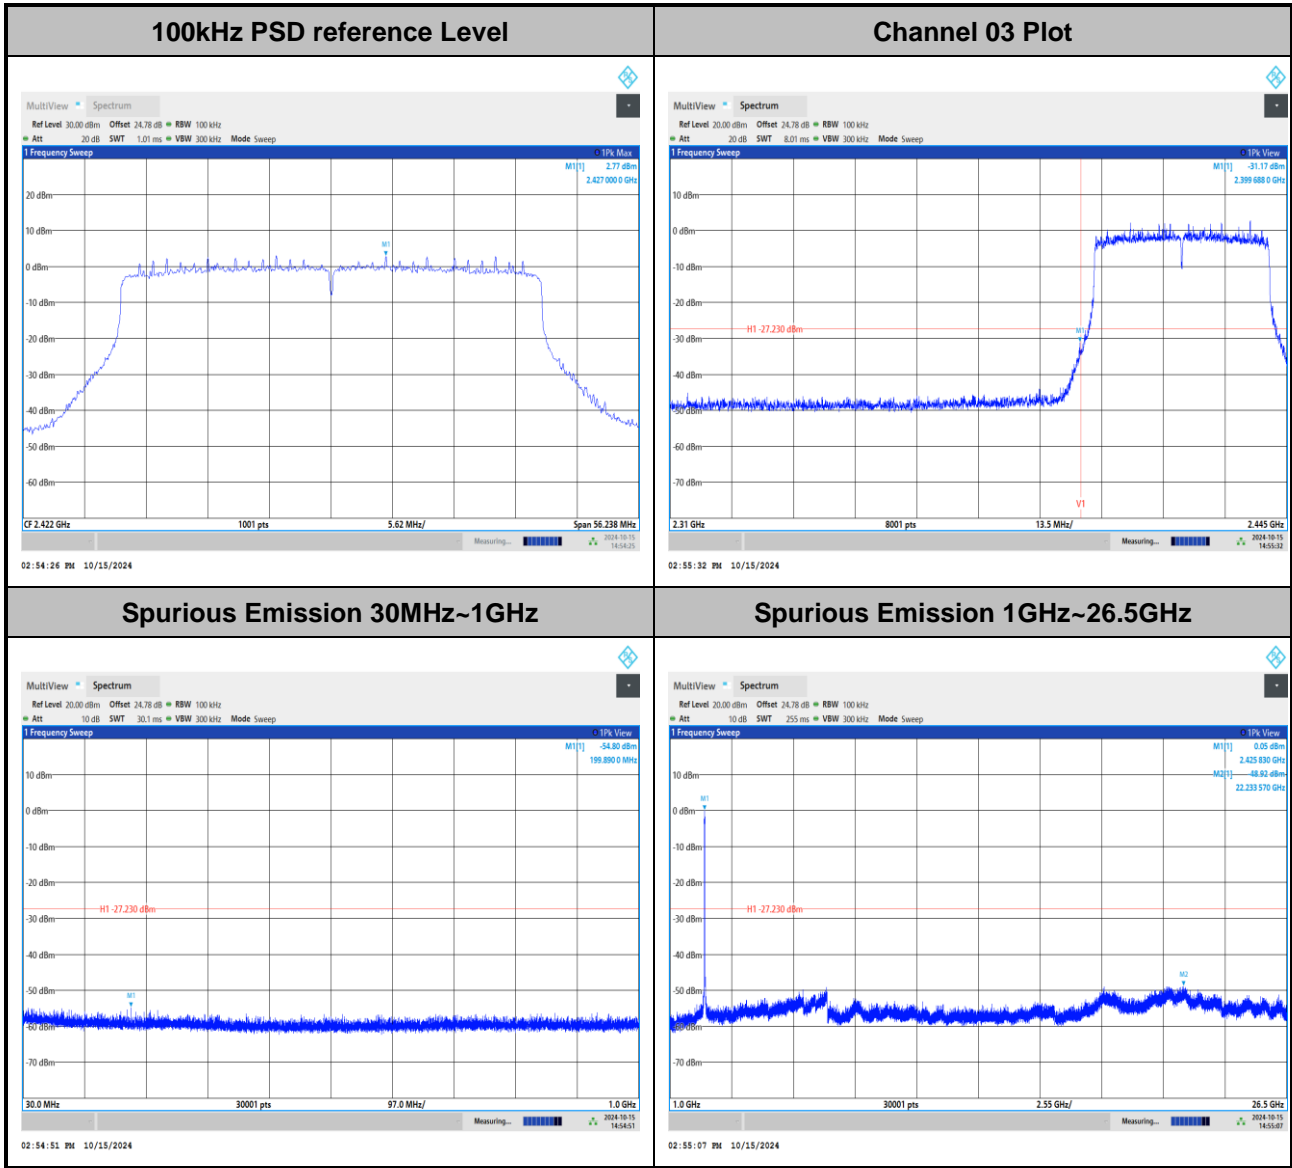 100kHz PSD reference Level
Channel 03 Plot
MultiView Spectrum
Ref Level 30.00 dBm Offset 24.78 dB RBW 100 kHz
Att 20 dB SWT 1.01 ms VBW 300 kHz Mode Sweep
1 Frequency Sweep 1Pk Max
M1[1] 2.77 dBm
2.427 000 0 GHz
M1
20 dBm
10 dBm
0 dBm
-10 dBm
-20 dBm
-30 dBm
-40 dBm
-50 dBm
-60 dBm
CF 2.422 GHz 1001 pts 5.62 MHz/ Span 56.238 MHz
Measuring... 2024-10-15
14:54:25
02:54:26 PM 10/15/2024
MultiView Spectrum
Ref Level 20.00 dBm Offset 24.78 dB RBW 100 kHz
Att 20 dB SWT 8.01 ms VBW 300 kHz Mode Sweep
1 Frequency Sweep 1Pk View
M1[1] -31.17 dBm
2.399 688 0 GHz
10 dBm
0 dBm
-10 dBm
-20 dBm
H1 -27.230 dBm
M1
-30 dBm
-40 dBm
-50 dBm
-60 dBm
-70 dBm
V1
2.31 GHz 8001 pts 13.5 MHz/ 2.445 GHz
Measuring... 2024-10-15
14:55:32
02:55:32 PM 10/15/2024
Spurious Emission 30MHz~1GHz
Spurious Emission 1GHz~26.5GHz
MultiView Spectrum
Ref Level 20.00 dBm Offset 24.78 dB RBW 100 kHz
Att 10 dB SWT 30.1 ms VBW 300 kHz Mode Sweep
1 Frequency Sweep 1Pk View
M1[1] -54.80 dBm
199.890 0 MHz
10 dBm
0 dBm
-10 dBm
-20 dBm
H1 -27.230 dBm
-30 dBm
-40 dBm
-50 dBm
M1
-60 dBm
-70 dBm
30.0 MHz 30001 pts 97.0 MHz/ 1.0 GHz
Measuring... 2024-10-15
14:54:51
02:54:51 PM 10/15/2024
MultiView Spectrum
Ref Level 20.00 dBm Offset 24.78 dB RBW 100 kHz
Att 10 dB SWT 255 ms VBW 300 kHz Mode Sweep
1 Frequency Sweep 1Pk View
M1[1] 0.05 dBm
2.425 830 GHz
M2[1] -48.92 dBm
22.233 570 GHz
10 dBm
M1
0 dBm
-10 dBm
-20 dBm
H1 -27.230 dBm
-30 dBm
-40 dBm
M2
-50 dBm
-60 dBm
-70 dBm
1.0 GHz 30001 pts 2.55 GHz/ 26.5 GHz
Measuring... 2024-10-15
14:55:07
02:55:07 PM 10/15/2024